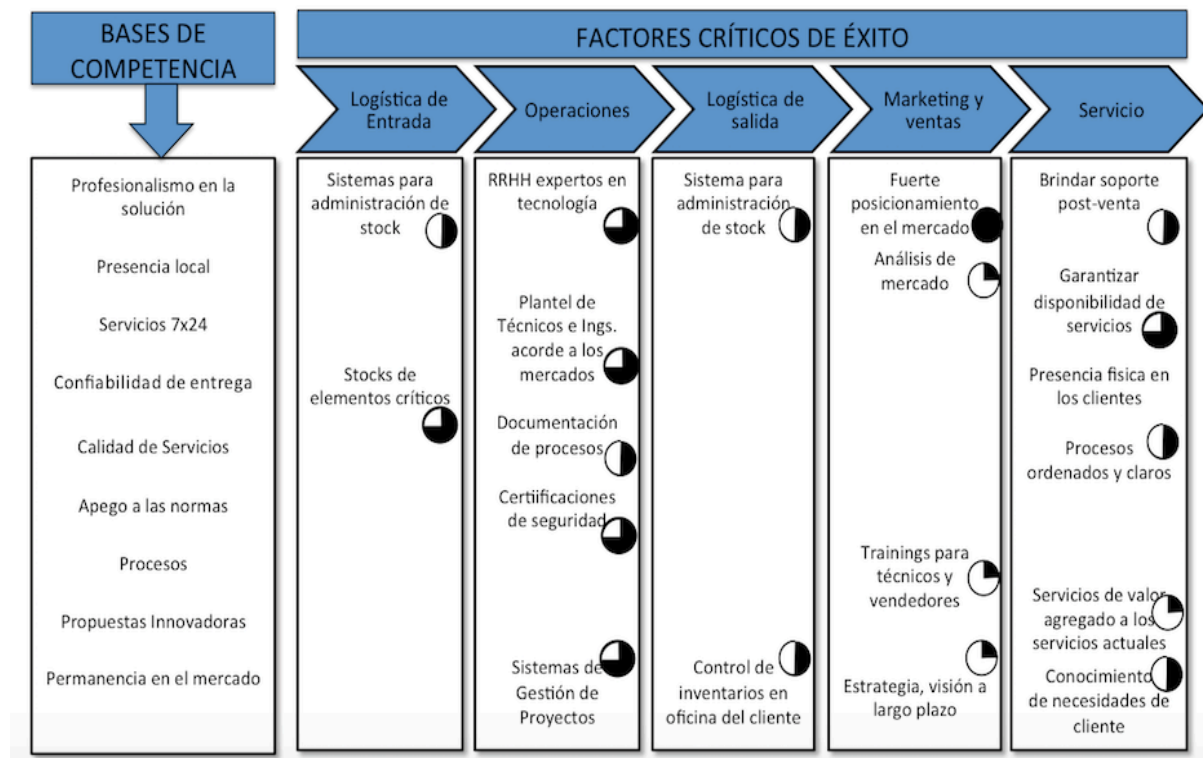 BASES DE
COMPETENCIA
FACTORES CRÍTICOS DE ÉXITO
Logística de
Entrada
Operaciones
Logística de
salida
Marketing y
ventas
Servicio
Profesionalismo en la
solución
Presencia local
Servicios 7x24
Confiabilidad de entrega
Calidad de Servicios
Apego a las normas
Procesos
Propuestas Innovadoras
Permanencia en el mercado
Sistemas para
administración de
stock
Stocks de
elementos críticos
RRHH expertos en
tecnología
Plantel de
Técnicos e Ings.
acorde a los
mercados
Documentación
de procesos
Certiificaciones
de seguridad
Sistemas de
Gestión de
Proyectos
Sistema para
administración
de stock
Control de
inventarios en
oficina del cliente
Fuerte
posicionamiento
en el mercado
Análisis de
mercado
Trainings para
técnicos y
vendedores
Estrategia, visión a
largo plazo
Brindar soporte
post-venta
Garantizar
disponibilidad de
servicios
Presencia fisica en
los clientes
Procesos
ordenados y claros
Servicios de valor
agregado a los
servicios actuales
Conocimiento
de necesidades de
cliente